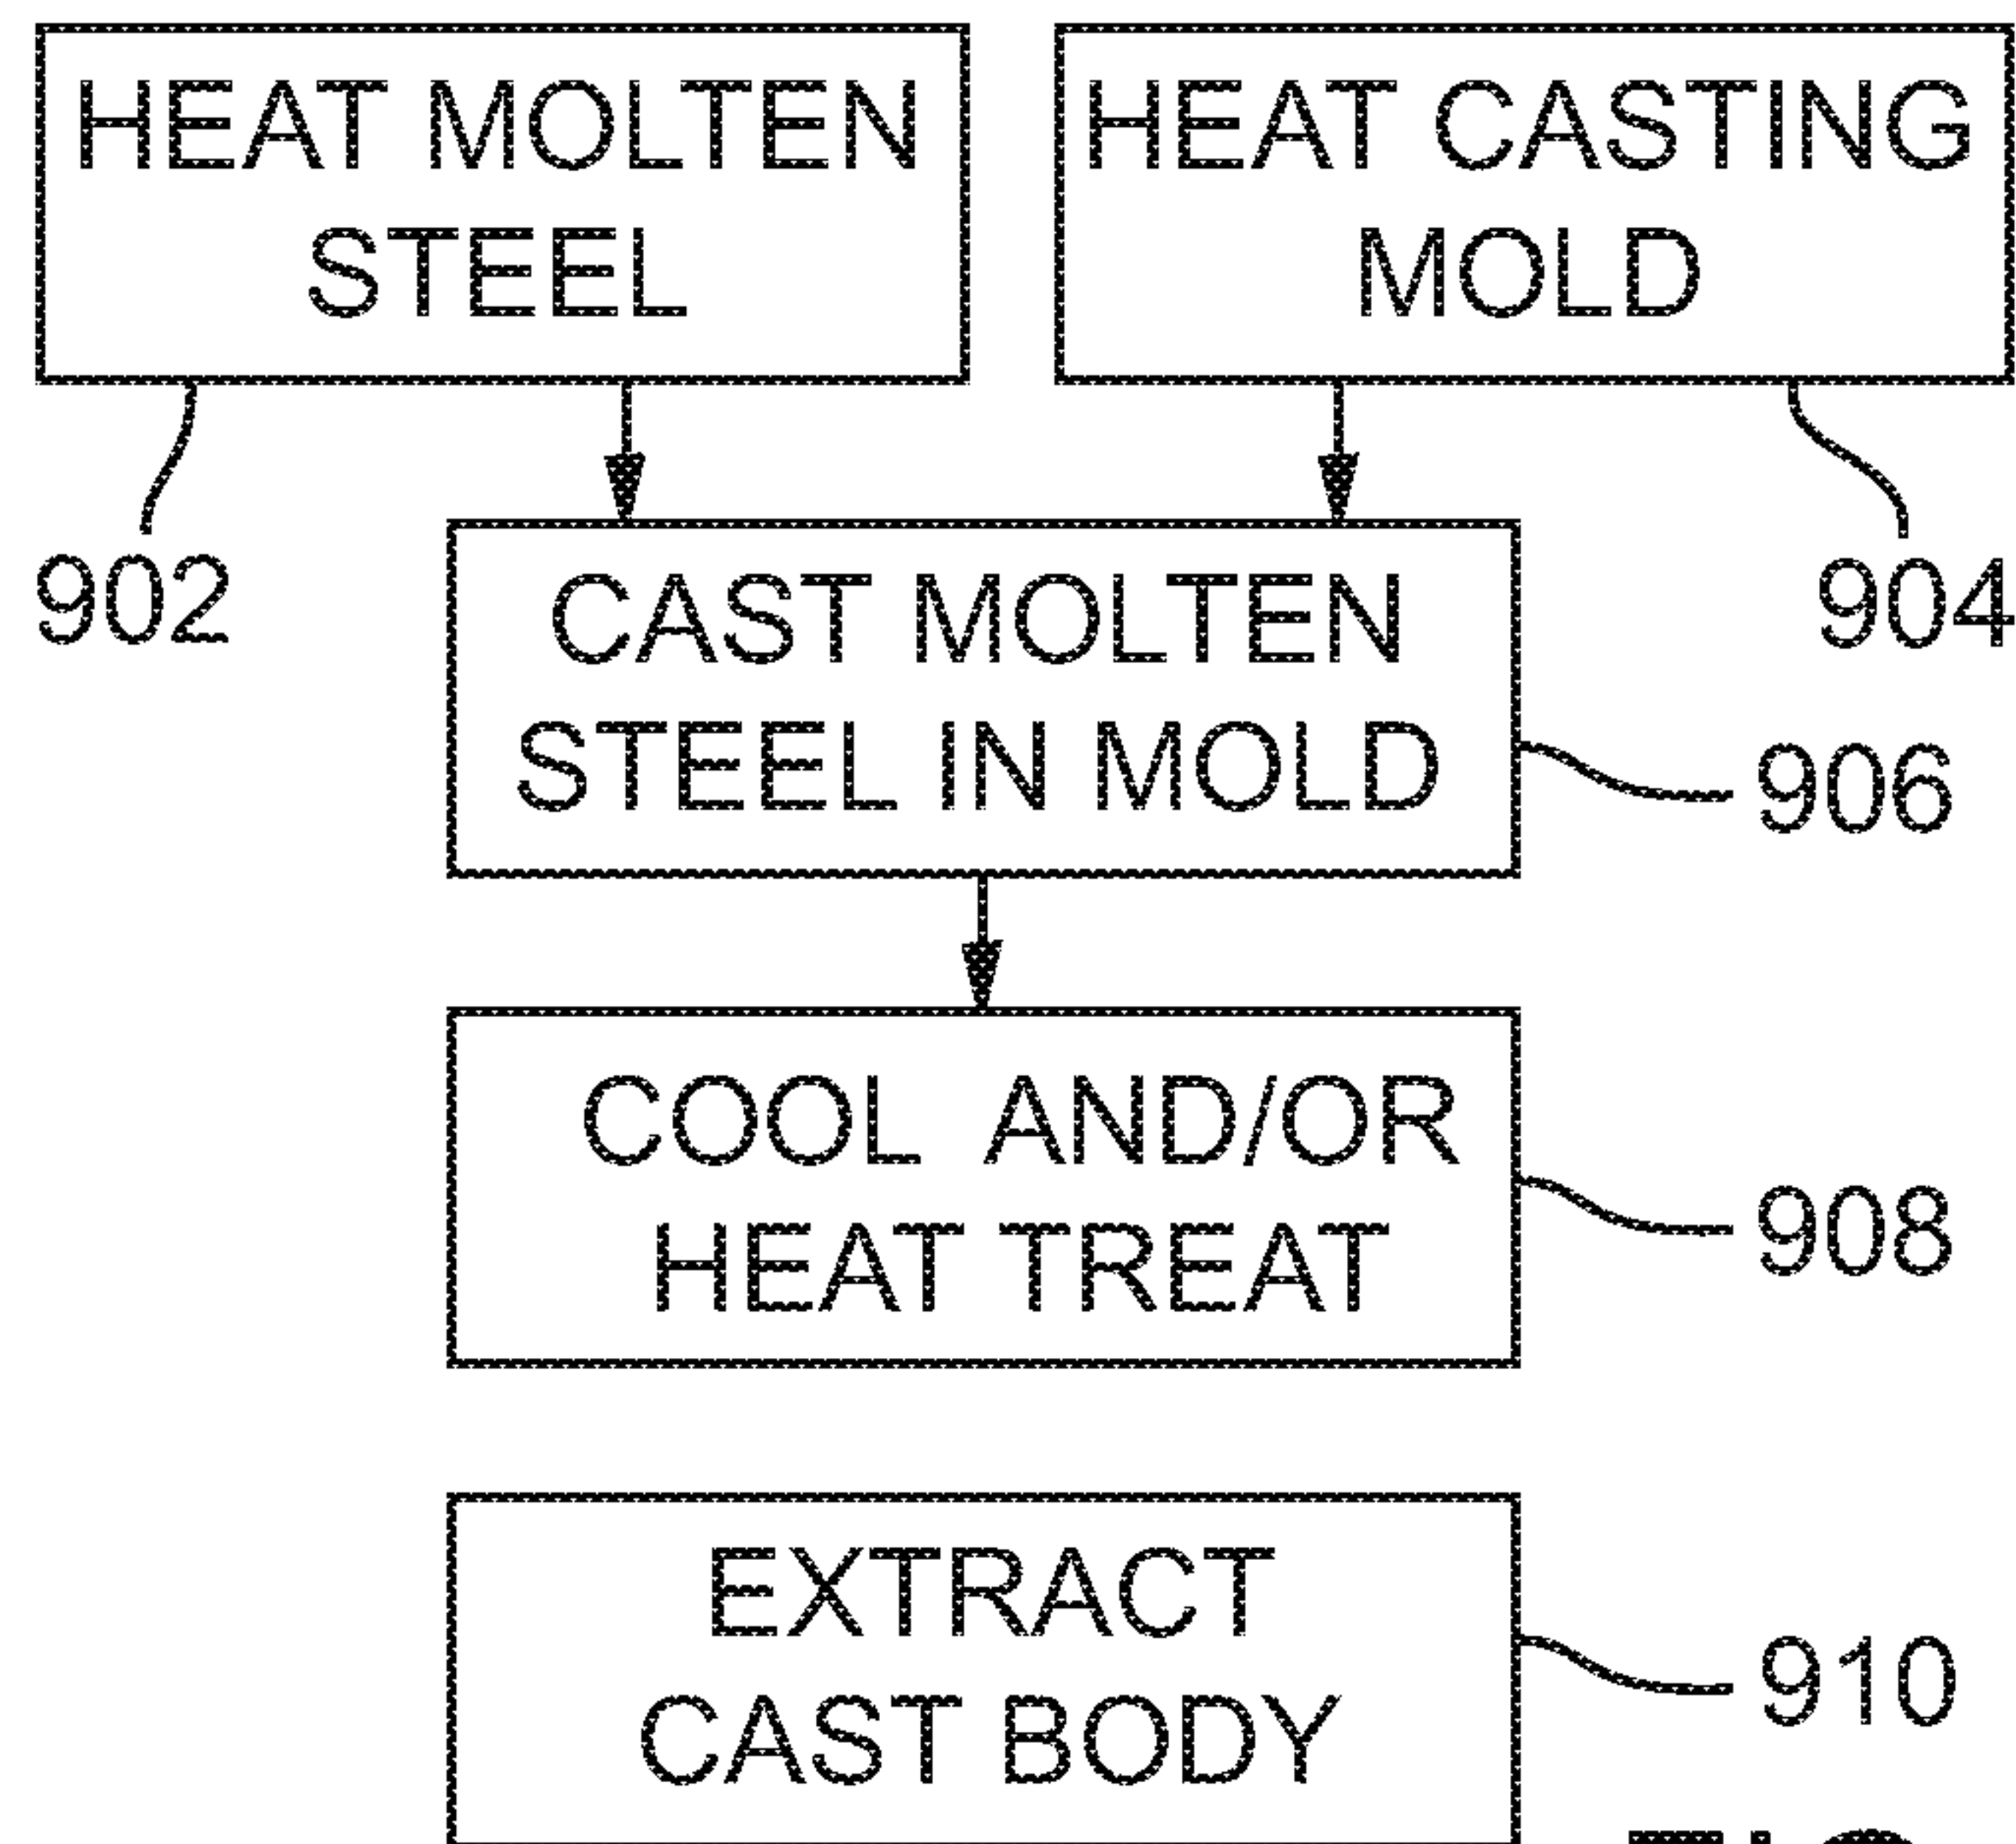 HEAT MOLTEN
STEEL
HEAT CASTING
MOLD
902
904
CAST MOLTEN
STEEL IN MOLD
906
COOL AND/OR
HEAT TREAT
908
EXTRACT
CAST BODY
910